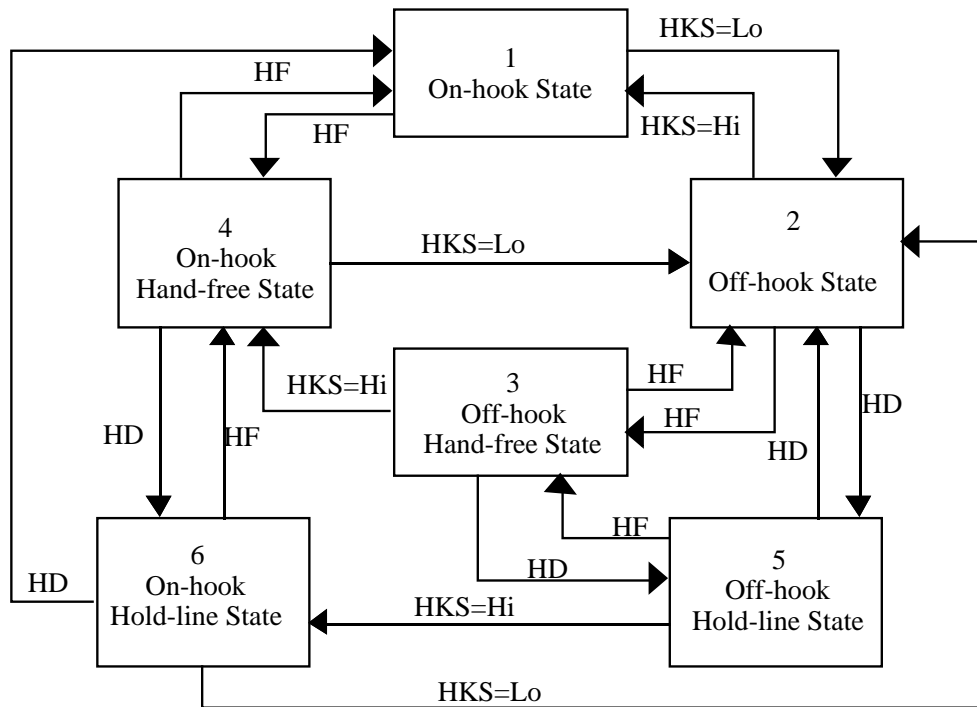 HKS=Lo
1
On-hook State
HF
HF
HKS=Hi
4
On-hook
Hand-free State
HKS=Lo
2
Off-hook State
HKS=Hi
3
Off-hook
Hand-free State
HF
HF
HD
HF
HD
HD
HF
HD
6
On-hook
Hold-line State
HD
HKS=Hi
5
Off-hook
Hold-line State
HKS=Lo